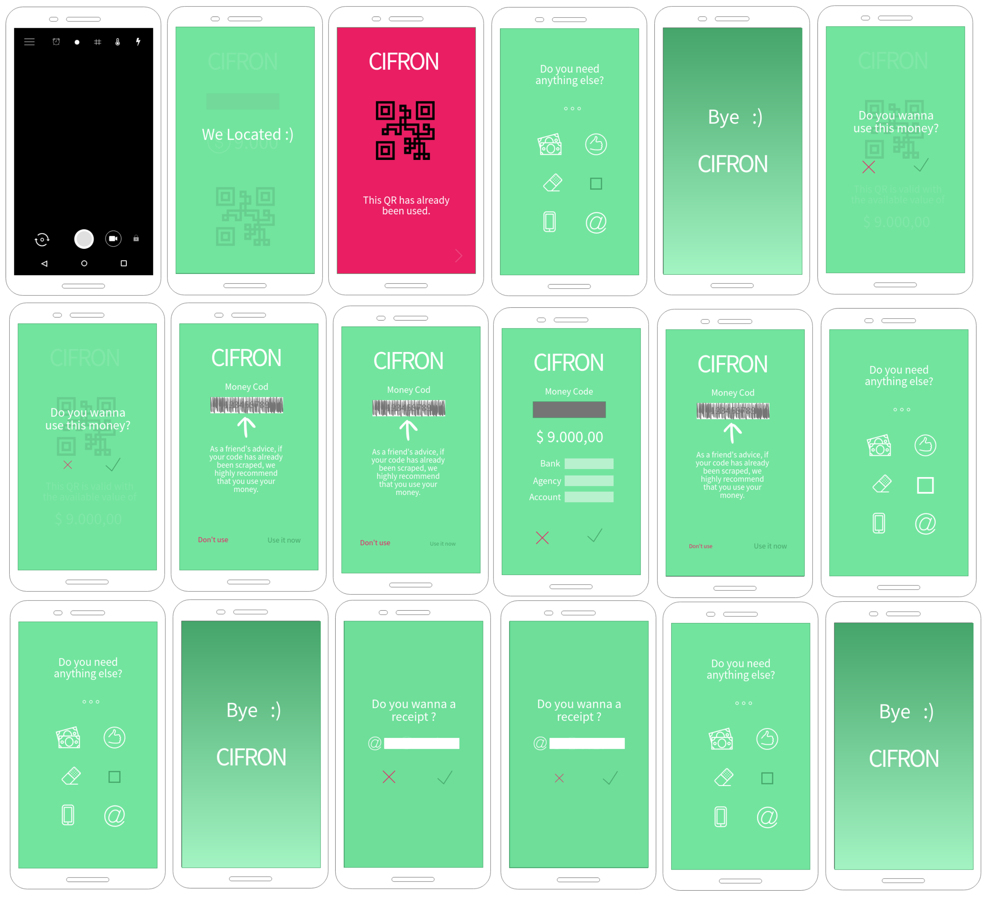 CIFRON
We Located :)
9.000
CIFRON
This QR has already
been used.
Do you need
anything else?
Bye :)
CIFRON
CIFRON
Do you wanna
use this money?
This QR is valid with
the available value of
$ 9.000,00
CIFRON
Do you wanna
use this money?
This QR is valid with
the available value of
$ 9.000,00
CIFRON
Money Cod
As a friend's advice, if
your code has already
been scraped, we
highly recommend
that you use your
money.
Don't use
Use it now
CIFRON
Money Cod
As a friend's advice, if
your code has already
been scraped, we
highly recommend
that you use your
money.
Don't use
Use it now
CIFRON
Money Code
$ 9.000,00
Bank
Agency
Account
CIFRON
Money Cod
As a friend's advice, if
your code has already
been scraped, we
highly recommend
that you use your
money.
Don't use
Use it now
Do you need
anything else?
Do you need
anything else?
Bye :)
CIFRON
Do you wanna a
receipt ?
@
Do you wanna a
receipt ?
@
Do you need
anything else?
Bye :)
CIFRON